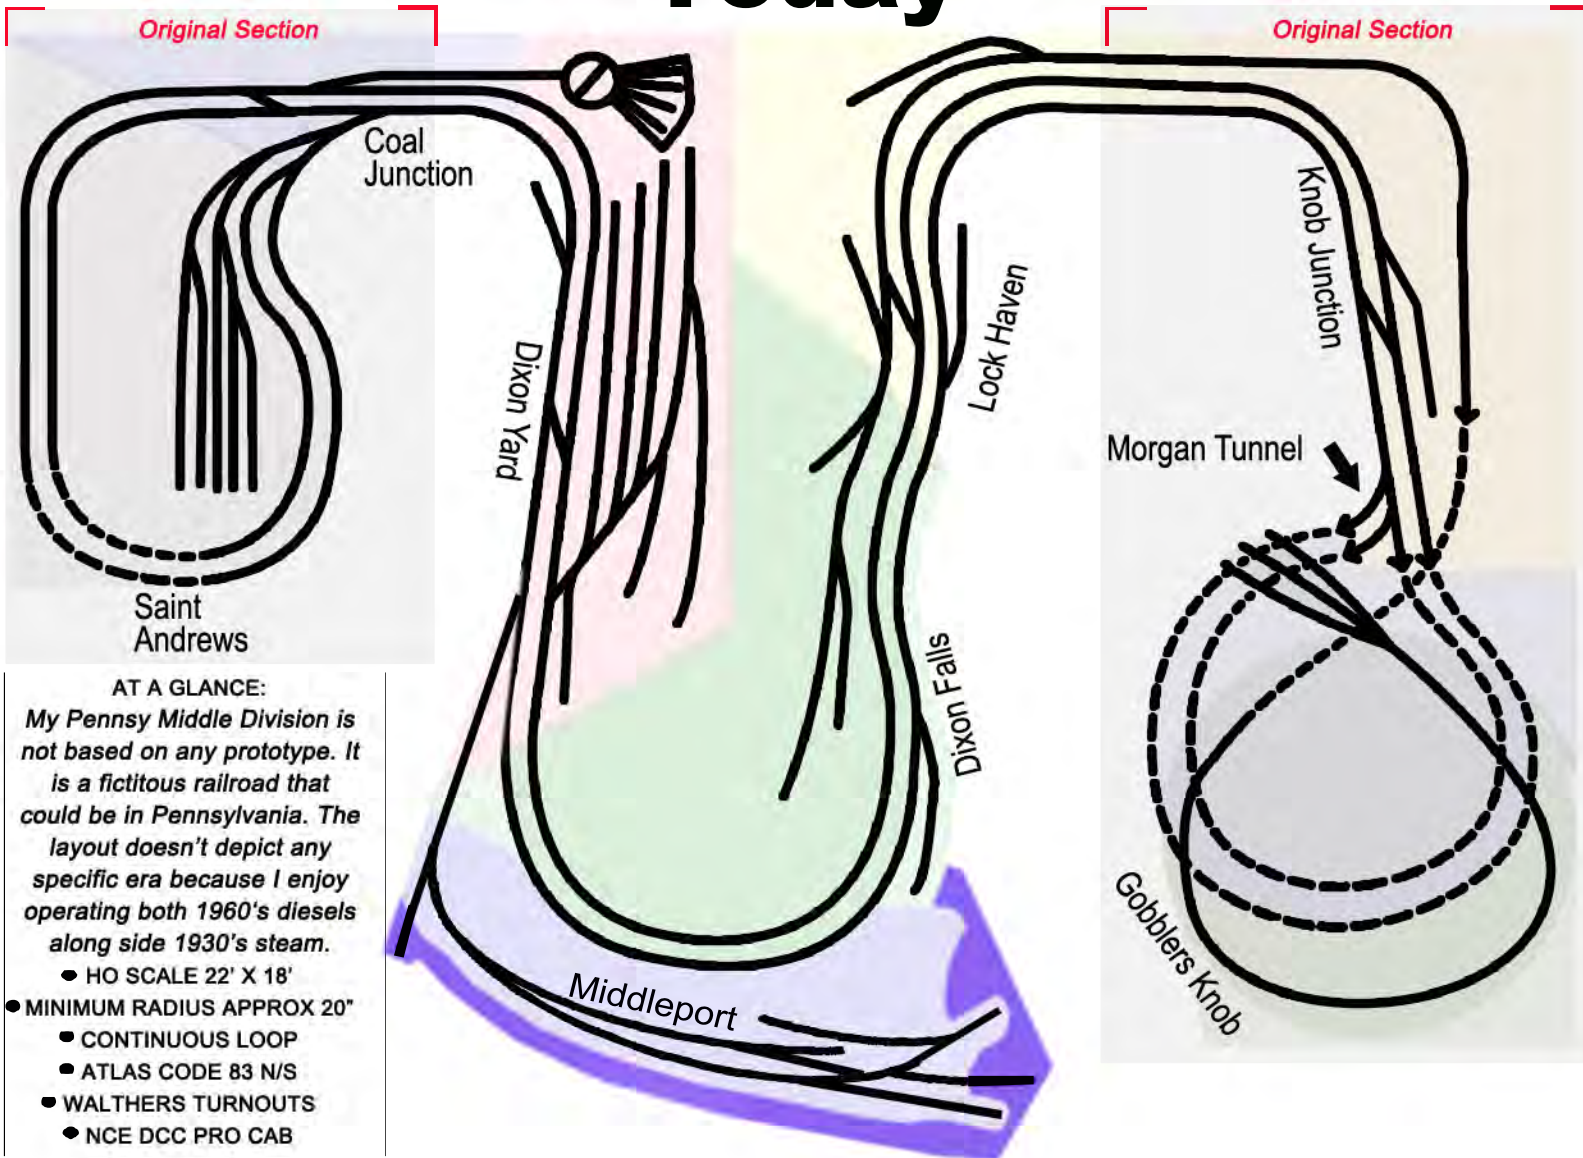 Today
Original Section
Original Section
Coal
Junction
Knob Junction
Lock Haven
Dixon Yard
Morgan Tunnel
Saint
Andrews
Dixon Falls
Gobblers Knob
Middleport
AT A GLANCE:
My Pennsy Middle Division is
not based on any prototype. It
is a fictitous railroad that
could be in Pennsylvania. The
layout doesn't depict any
specific era because I enjoy
operating both 1960's diesels
along side 1930's steam.
● HO SCALE 22' X 18'
● MINIMUM RADIUS APPROX 20"
● CONTINUOUS LOOP
● ATLAS CODE 83 N/S
● WALTHERS TURNOUTS
● NCE DCC PRO CAB